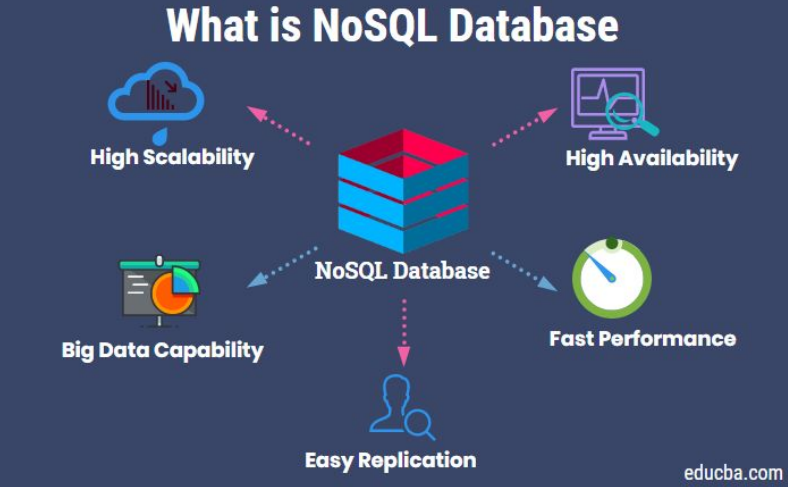 What is NoSQL Database
High Scalability
High Availability
NoSQL Database
Big Data Capability
Fast Performance
Easy Replication
educba.com